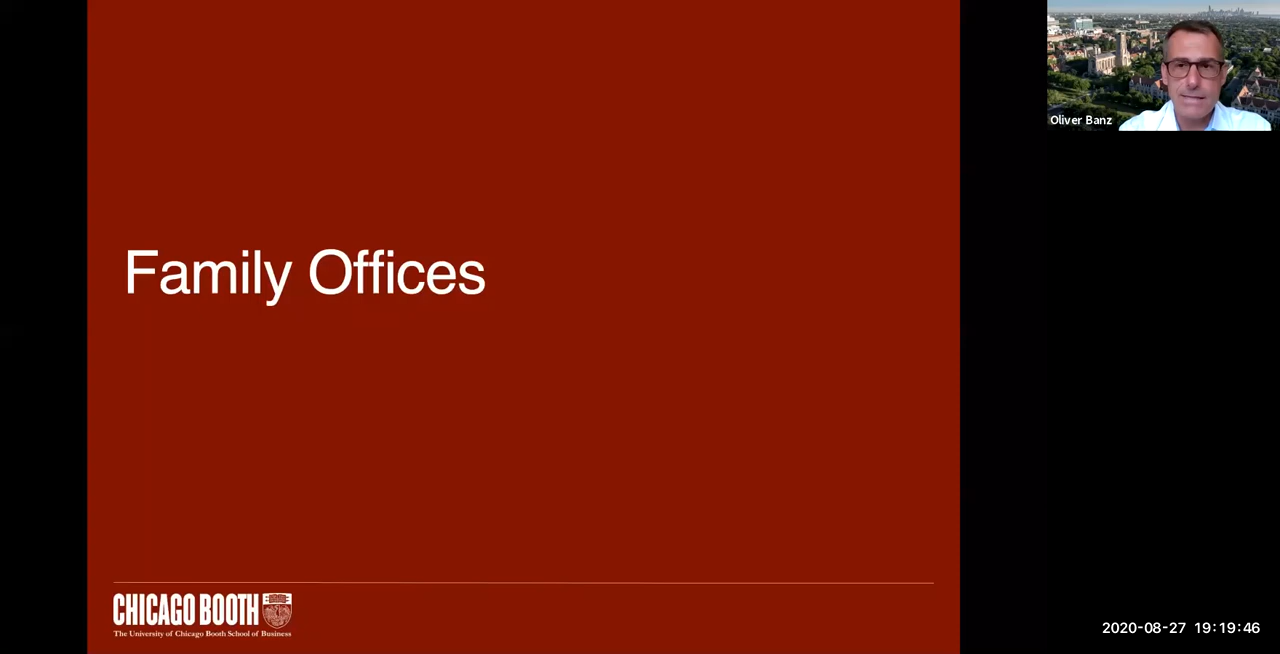 Oliver Banz
Family Offices
CHICAGO BOOTH
The University of Chicago Booth School of Business
2020-08-27 19:19:46